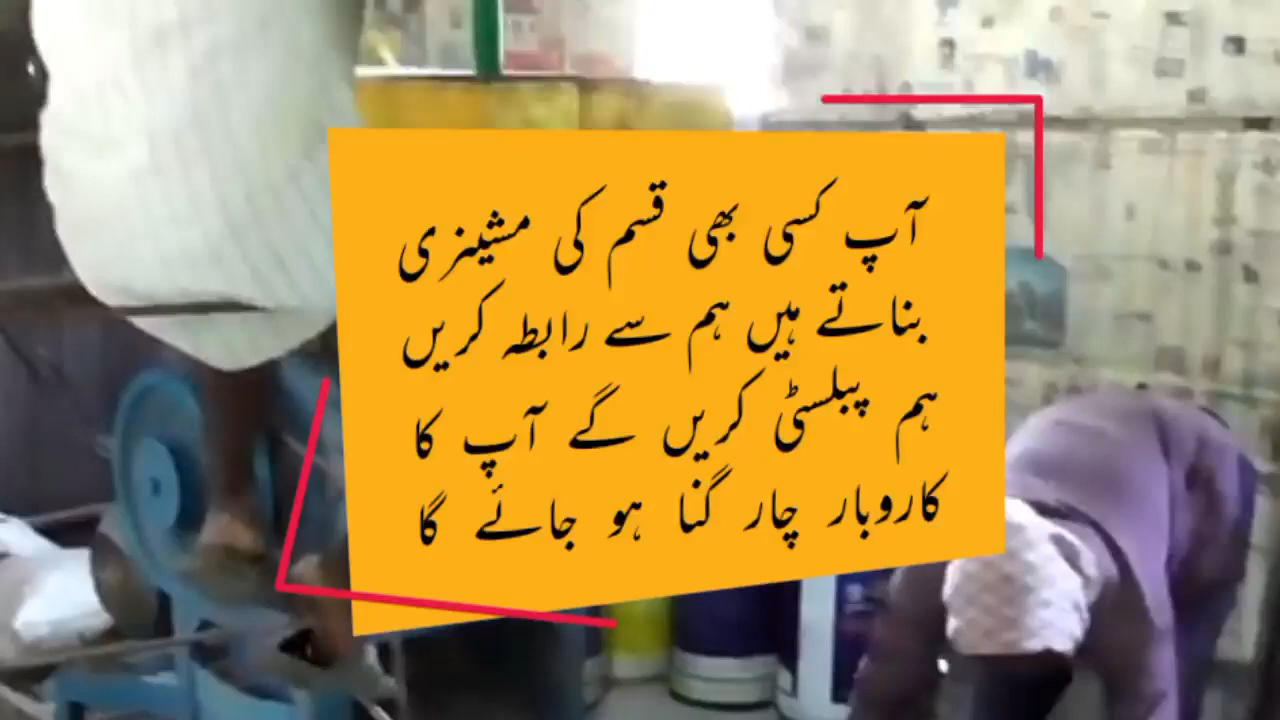 آپ کسی بھی قسم کی مشینزی
بناتے ہیں ہم سے رابطہ کریں
ہم پبلسٹی کریں گے آپ کا
کاروبار چار گنا ہو جائے گا